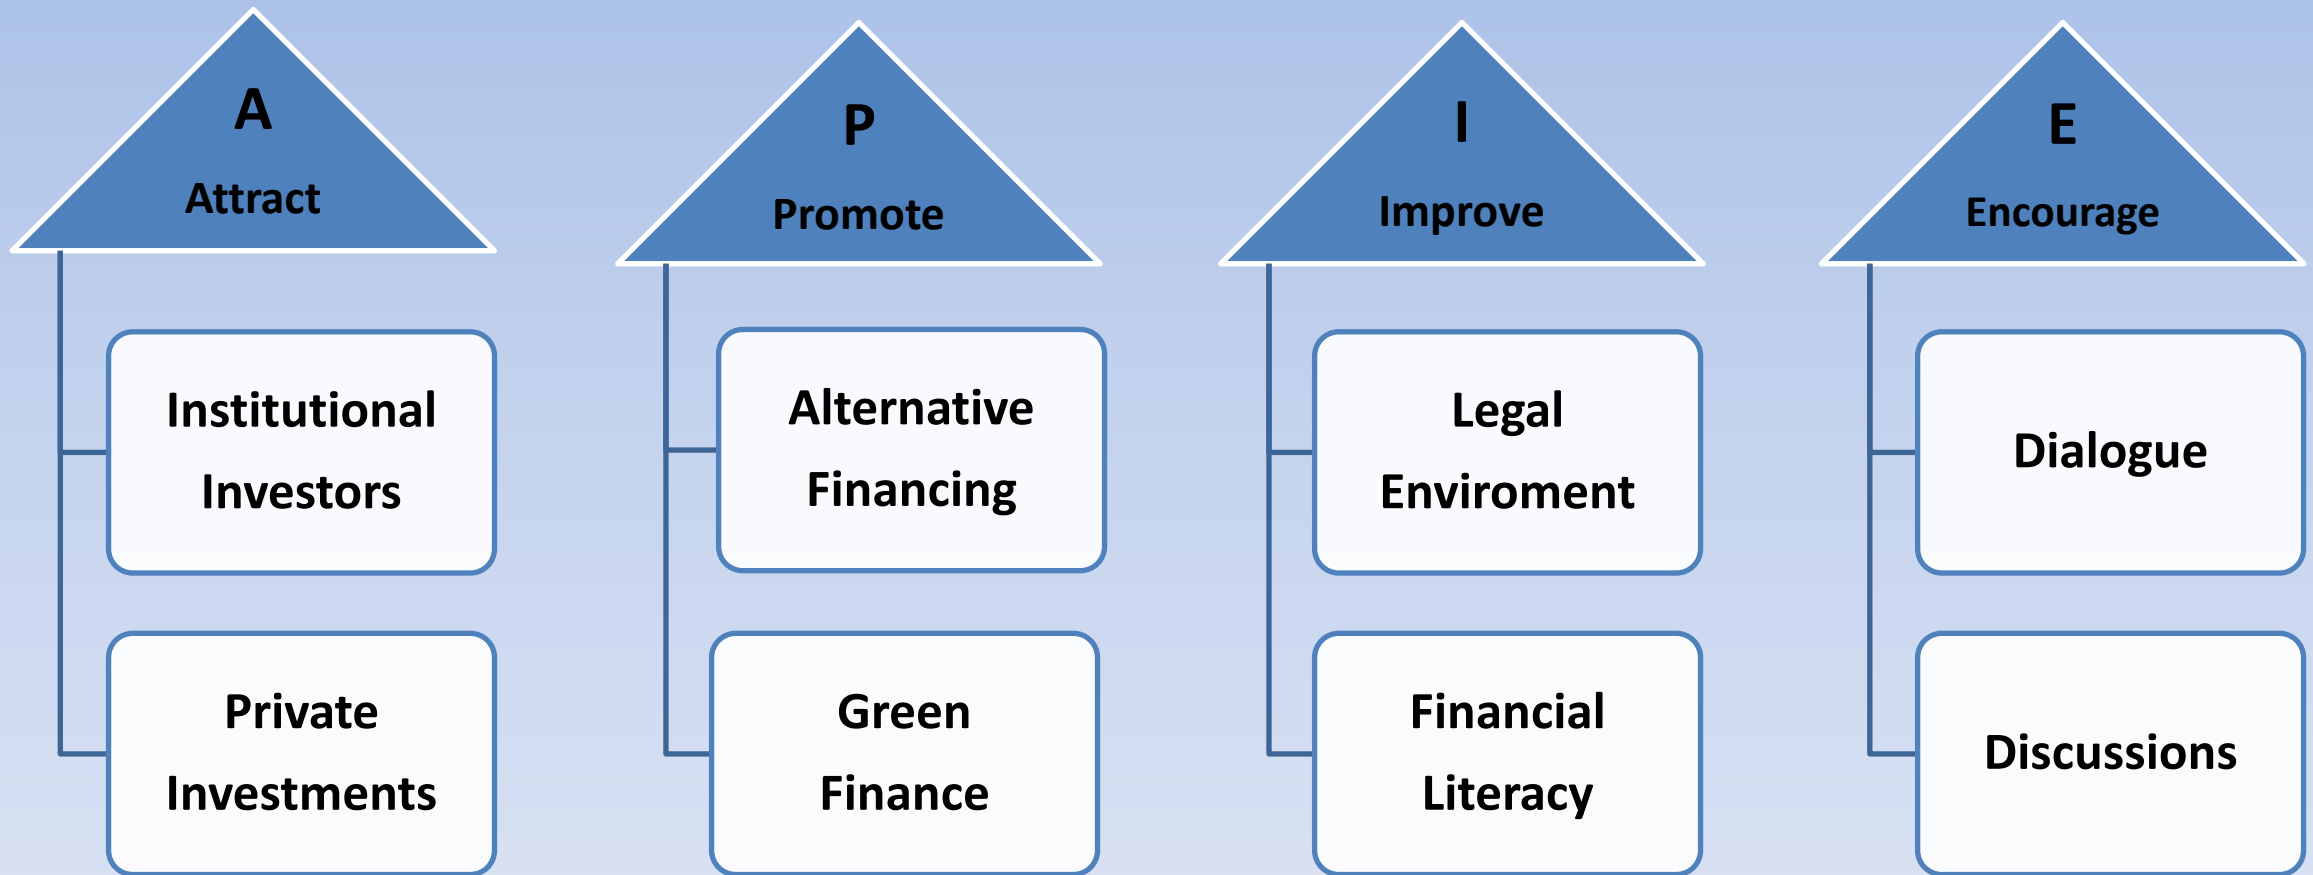 A
Attract
Institutional
Investors
Private
Investments
P
Promote
Alternative
Financing
Green
Finance
I
Improve
Legal
Enviroment
Financial
Literacy
E
Encourage
Dialogue
Discussions